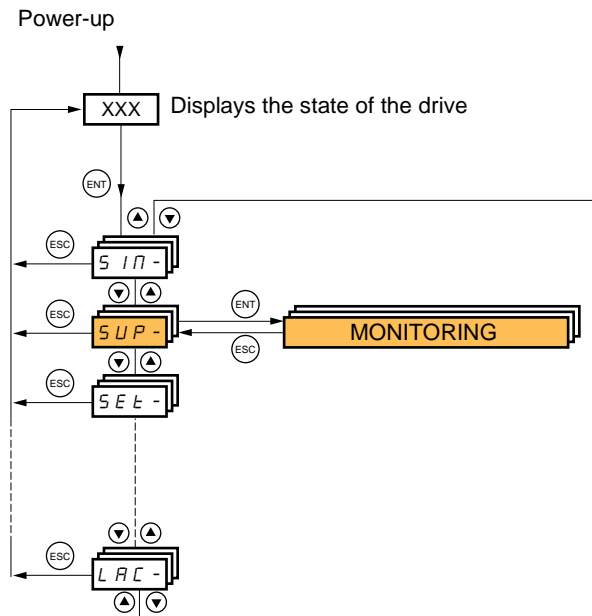 Power-up
XXX Displays the state of the drive
ENT
ESC
SIM-
ENT
ESC
SUP-
MONITORING
ESC
ESC
SEt-
ESC
LAC-